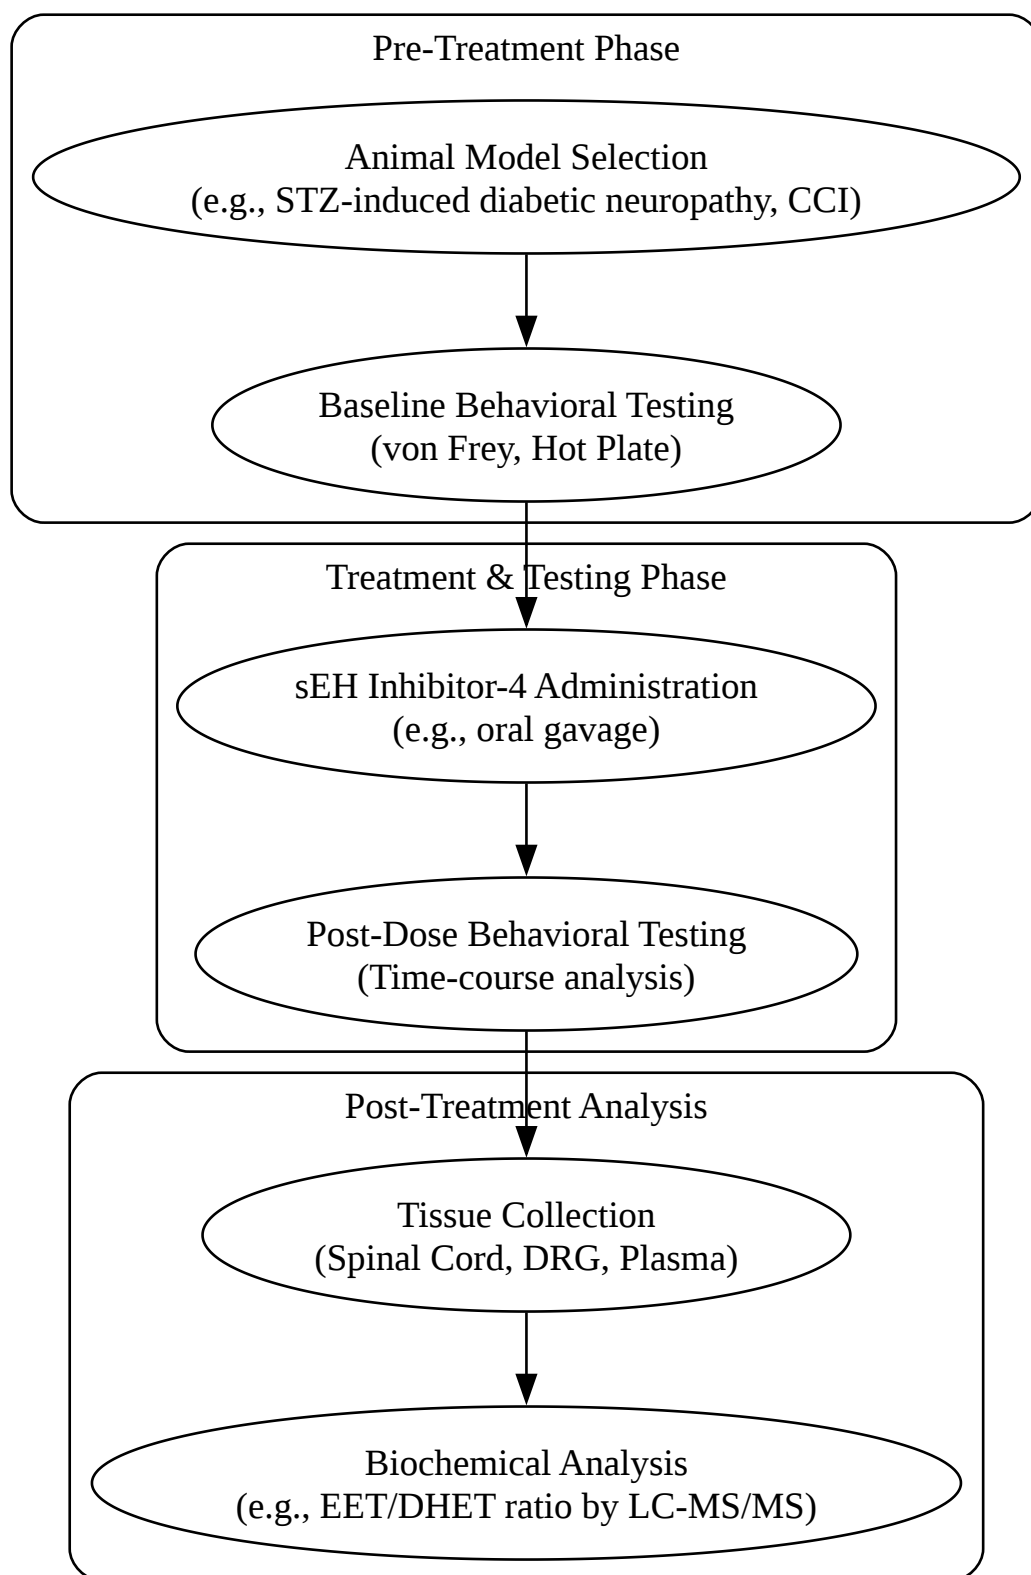 Pre-Treatment Phase
Animal Model Selection
(e.g., STZ-induced diabetic neuropathy, CCI)
Baseline Behavioral Testing
(von Frey, Hot Plate)
Treatment & Testing Phase
sEH Inhibitor-4 Administration
(e.g., oral gavage)
Post-Dose Behavioral Testing
(Time-course analysis)
Post-Treatment Analysis
Tissue Collection
(Spinal Cord, DRG, Plasma)
Biochemical Analysis
(e.g., EET/DHET ratio by LC-MS/MS)